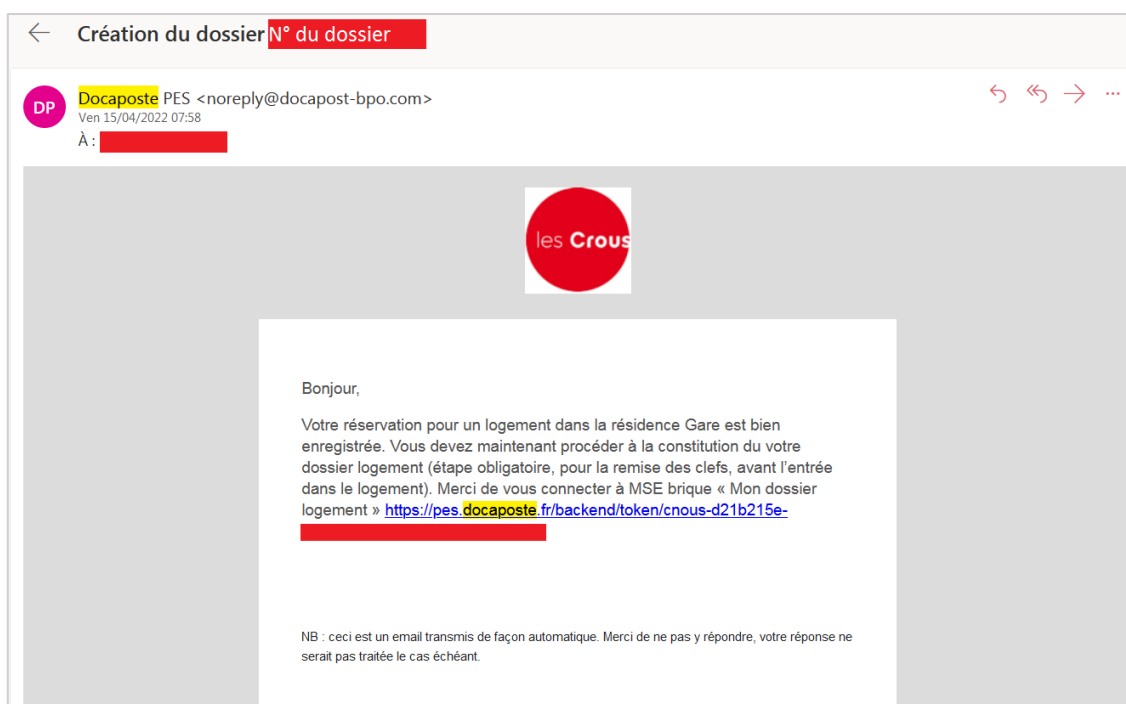 Création du dossier N° du dossier
DP
Docaposte PES <noreply@docapost-bpo.com>
Ven 15/04/2022 07:58
À :
les Crous
Bonjour,
Votre réservation pour un logement dans la résidence Gare est bien
enregistrée. Vous devez maintenant procéder à la constitution du votre
dossier logement (étape obligatoire, pour la remise des clefs, avant l'entrée
dans le logement). Merci de vous connecter à MSE brique « Mon dossier
logement » https://pes.docaposte.fr/backend/token/cnous-d21b215e-
NB : ceci est un email transmis de façon automatique. Merci de ne pas y répondre, votre réponse ne
serait pas traitée le cas échéant.